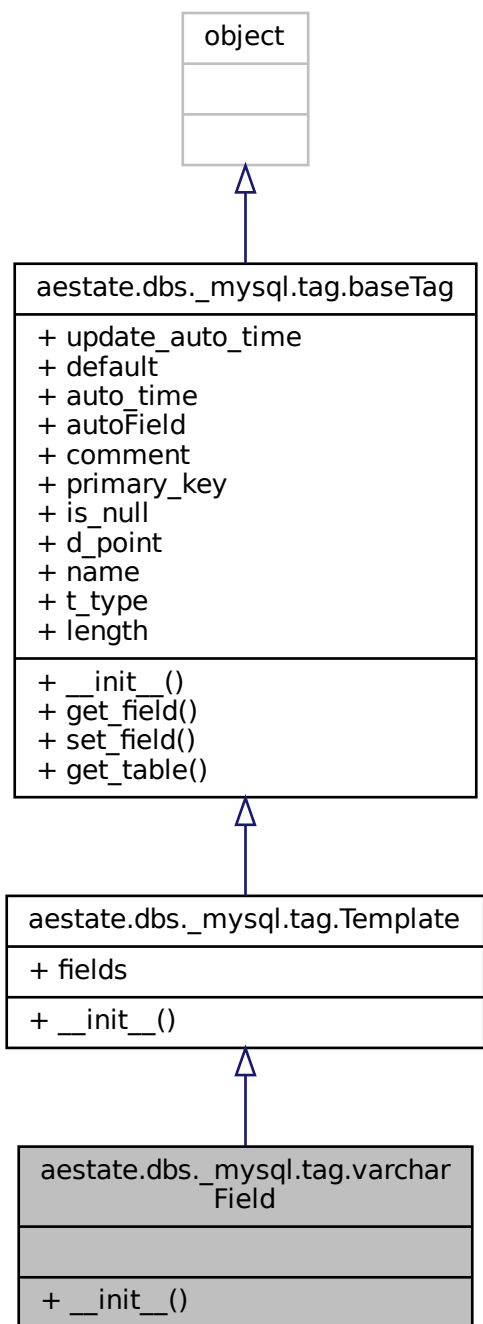 object
aestate.dbs._mysql.tag.baseTag
+ update_auto_time
+ default
+ auto_time
+ autoField
+ comment
+ primary_key
+ is_null
+ d_point
+ name
+ t_type
+ length
+ __init__()
+ get_field()
+ set_field()
+ get_table()
aestate.dbs._mysql.tag.Template
+ fields
+ __init__()
aestate.dbs._mysql.tag.varchar
Field
+ __init__()